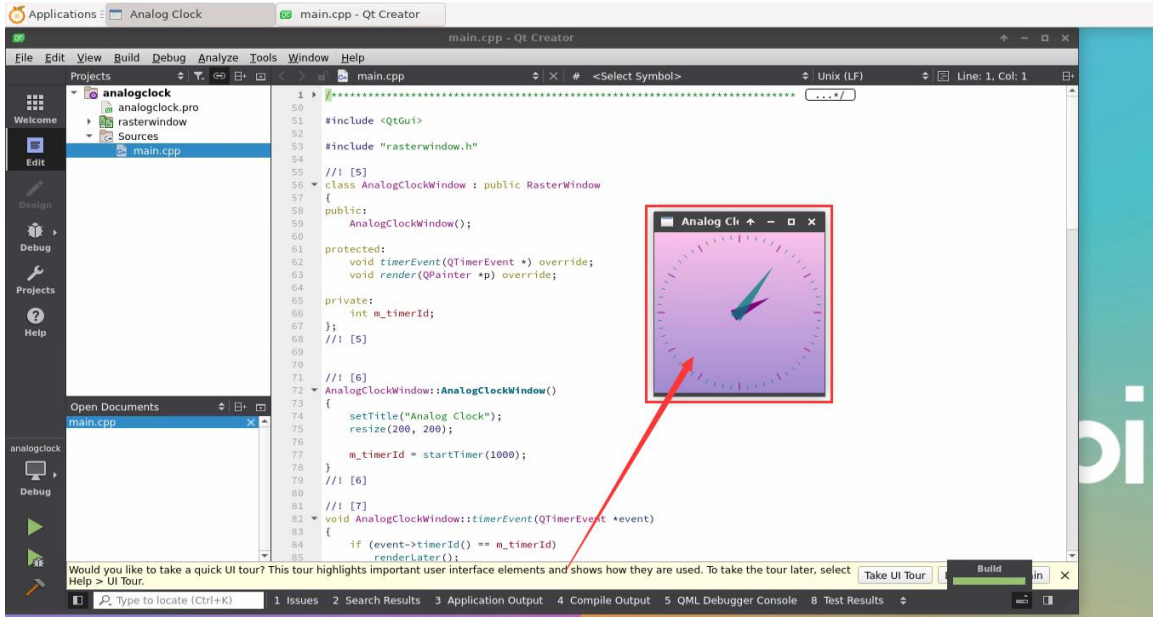 Applications Analog Clock main.cpp - Qt Creator
main.cpp - Qt Creator
File Edit View Build Debug Analyze Tools Window Help
Projects main.cpp # <Select Symbol> Unix (LF) Line: 1, Col: 1
Welcome
Edit
Design
Debug
Projects
Help
analogclock
Debug
analogclock
analogclock.pro
rasterwindow
Sources
main.cpp
Open Documents
main.cpp
1 /****************************************************************************** ...*/
50
51 #include <QtGui>
52
53 #include "rasterwindow.h"
54
55 //! [5]
56 class AnalogClockWindow : public RasterWindow
57 {
58 public:
59 AnalogClockWindow();
60
61 protected:
62 void timerEvent(QTimerEvent *) override;
63 void render(QPainter *p) override;
64
65 private:
66 int m_timerId;
67 };
68 //! [5]
69
70
71 //! [6]
72 AnalogClockWindow::AnalogClockWindow()
73 {
74 setTitle("Analog Clock");
75 resize(200, 200);
76
77 m_timerId = startTimer(1000);
78 }
79 //! [6]
80
81 //! [7]
82 void AnalogClockWindow::timerEvent(QTimerEvent *event)
83 {
84 if (event->timerId() == m_timerId)
85 renderLater();
Analog Clo
pi
Would you like to take a quick UI tour? This tour highlights important user interface elements and shows how they are used. To take the tour later, select
Help > UI Tour.
Take UI Tour
Build
in
Type to locate (Ctrl+K) 1 Issues 2 Search Results 3 Application Output 4 Compile Output 5 QML Debugger Console 8 Test Results